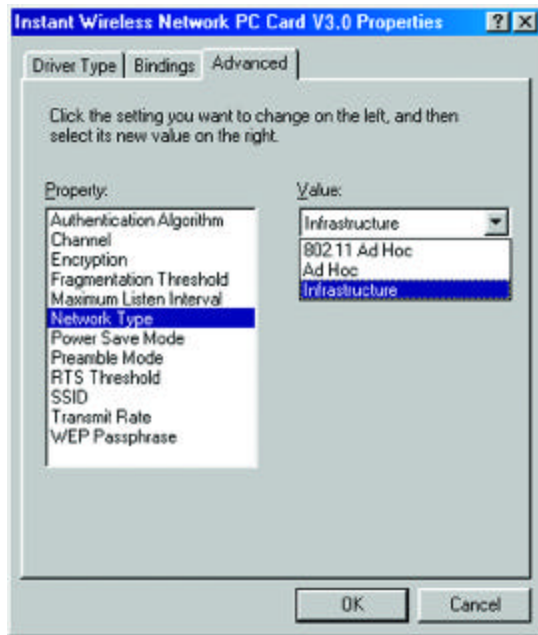 Instant Wireless Network PC Card V3.0 Properties
Driver Type
Bindings
Advanced
Click the setting you want to change on the left, and then
select its new value on the right.
Property:
Authentication Algorithm
Channel
Encryption
Fragmentation Threshold
Maximum Listen Interval
Network Type
Power Save Mode
Preamble Mode
RTS Threshold
SSID
Transmit Rate
WEP Passphrase
Value:
Infrastructure
802.11 Ad Hoc
Ad Hoc
Infrastructure
OK
Cancel